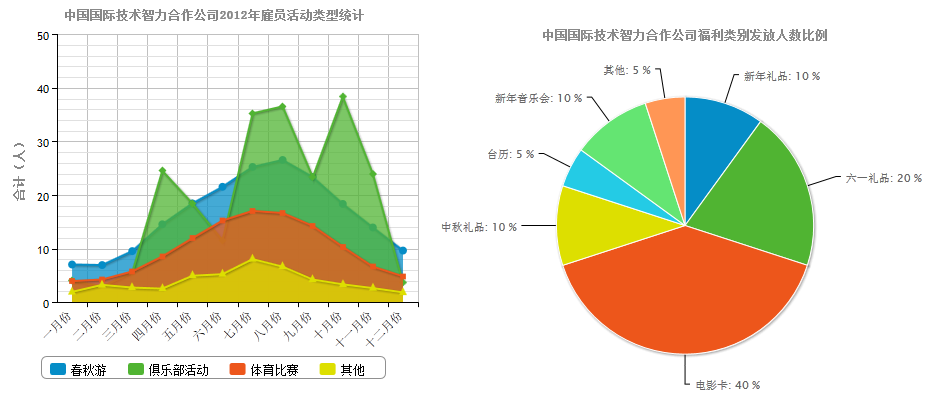 中国国际技术智力合作公司2012年雇员活动类型统计
合计（人）
50
40
30
20
10
0
一月份
二月份
三月份
四月份
五月份
六月份
七月份
八月份
九月份
十月份
十一月份
十二月份
春秋游 俱乐部活动 体育比赛 其他
中国国际技术智力合作公司福利类别发放人数比例
其他: 5 %
新年礼品: 10 %
新年音乐会: 10 %
台历: 5 %
六一礼品: 20 %
中秋礼品: 10 %
电影卡: 40 %